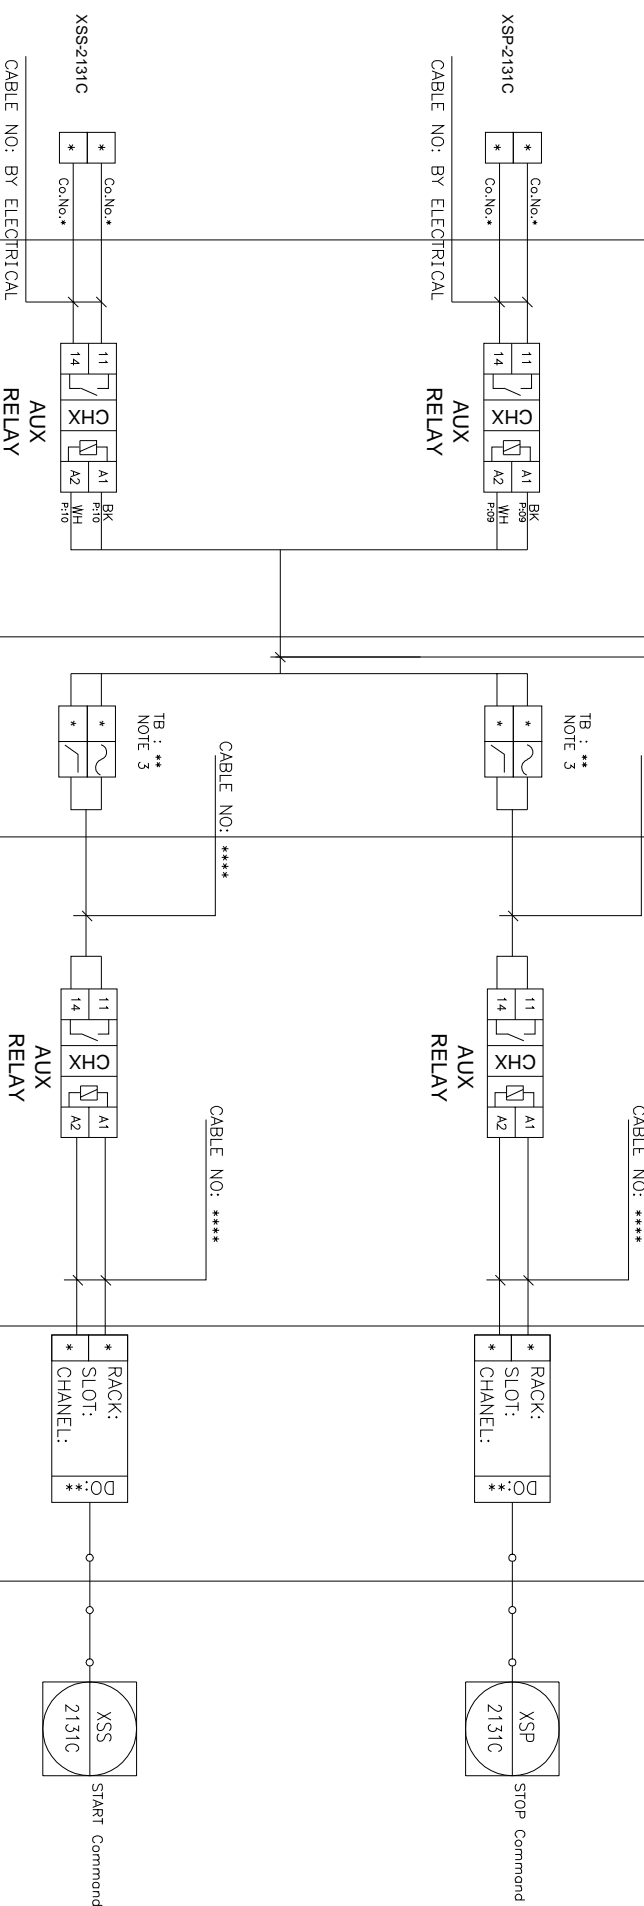 XSP-2131C
*
*
Co.No.*
Co.No.*
CABLE NO: BY ELECTRICAL
11
14
CHX
A1
A2
AUX
RELAY
BK
P:09
WH
P:09
TB : **
NOTE 3
*
*
11
14
CHX
A1
A2
AUX
RELAY
CABLE NO: ****
*
*
RACK:
SLOT:
CHANEL:
DO:**
XSP
2131C
STOP Command
XSS-2131C
*
*
Co.No.*
Co.No.*
CABLE NO: BY ELECTRICAL
11
14
CHX
A1
A2
AUX
RELAY
BK
P:10
WH
P:10
TB : **
NOTE 3
*
*
CABLE NO: ****
11
14
CHX
A1
A2
AUX
RELAY
CABLE NO: ****
*
*
RACK:
SLOT:
CHANEL:
DO:**
XSS
2131C
START Command